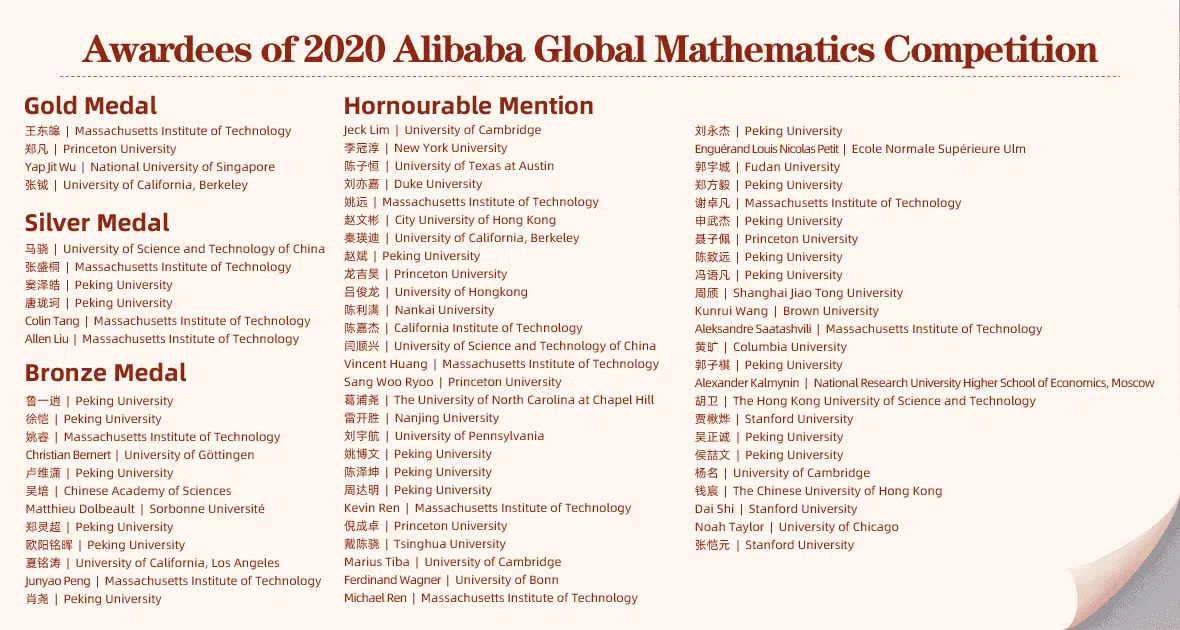 Awardees of 2020 Alibaba Global Mathematics Competition
Gold Medal
王东皞 | Massachusetts Institute of Technology
郑凡 | Princeton University
Yap Jit Wu | National University of Singapore
张钺 | University of California, Berkeley
Silver Medal
马骁 | University of Science and Technology of China
张盛桐 | Massachusetts Institute of Technology
窦泽皓 | Peking University
唐珑珂 | Peking University
Colin Tang | Massachusetts Institute of Technology
Allen Liu | Massachusetts Institute of Technology
Bronze Medal
鲁一逍 | Peking University
徐恺 | Peking University
姚睿 | Massachusetts Institute of Technology
Christian Bernert | University of Göttingen
卢维潇 | Peking University
吴培 | Chinese Academy of Sciences
Matthieu Dolbeault | Sorbonne Université
郑灵超 | Peking University
欧阳铭晖 | Peking University
夏铭涛 | University of California, Los Angeles
Junyao Peng | Massachusetts Institute of Technology
肖尧 | Peking University
Hornourable Mention
Jeck Lim | University of Cambridge
李冠淳 | New York University
陈子恒 | University of Texas at Austin
刘亦嘉 | Duke University
姚远 | Massachusetts Institute of Technology
赵文彬 | City University of Hong Kong
秦瑛迪 | University of California, Berkeley
赵斌 | Peking University
龙吉昊 | Princeton University
吕俊龙 | University of Hongkong
陈利满 | Nankai University
陈嘉杰 | California Institute of Technology
闫顺兴 | University of Science and Technology of China
Vincent Huang | Massachusetts Institute of Technology
Sang Woo Ryoo | Princeton University
葛浦尧 | The University of North Carolina at Chapel Hill
雷开胜 | Nanjing University
刘宇航 | University of Pennsylvania
姚博文 | Peking University
陈泽坤 | Peking University
周达明 | Peking University
Kevin Ren | Massachusetts Institute of Technology
倪成卓 | Princeton University
戴陈骁 | Tsinghua University
Marius Tiba | University of Cambridge
Ferdinand Wagner | University of Bonn
Michael Ren | Massachusetts Institute of Technology
刘永杰 | Peking University
Enguérand Louis Nicolas Petit | Ecole Normale Supérieure Ulm
郭宇城 | Fudan University
郑方毅 | Peking University
谢卓凡 | Massachusetts Institute of Technology
申武杰 | Peking University
聂子佩 | Princeton University
陈致远 | Peking University
冯语凡 | Peking University
周颀 | Shanghai Jiao Tong University
Kunrui Wang | Brown University
Aleksandre Saatashvili | Massachusetts Institute of Technology
黄旷 | Columbia University
郭子棋 | Peking University
Alexander Kalmynin | National Research University Higher School of Economics, Moscow
胡卫 | The Hong Kong University of Science and Technology
贾楸烨 | Stanford University
吴正诚 | Peking University
侯喆文 | Peking University
杨名 | University of Cambridge
钱宸 | The Chinese University of Hong Kong
Dai Shi | Stanford University
Noah Taylor | University of Chicago
张恺元 | Stanford University